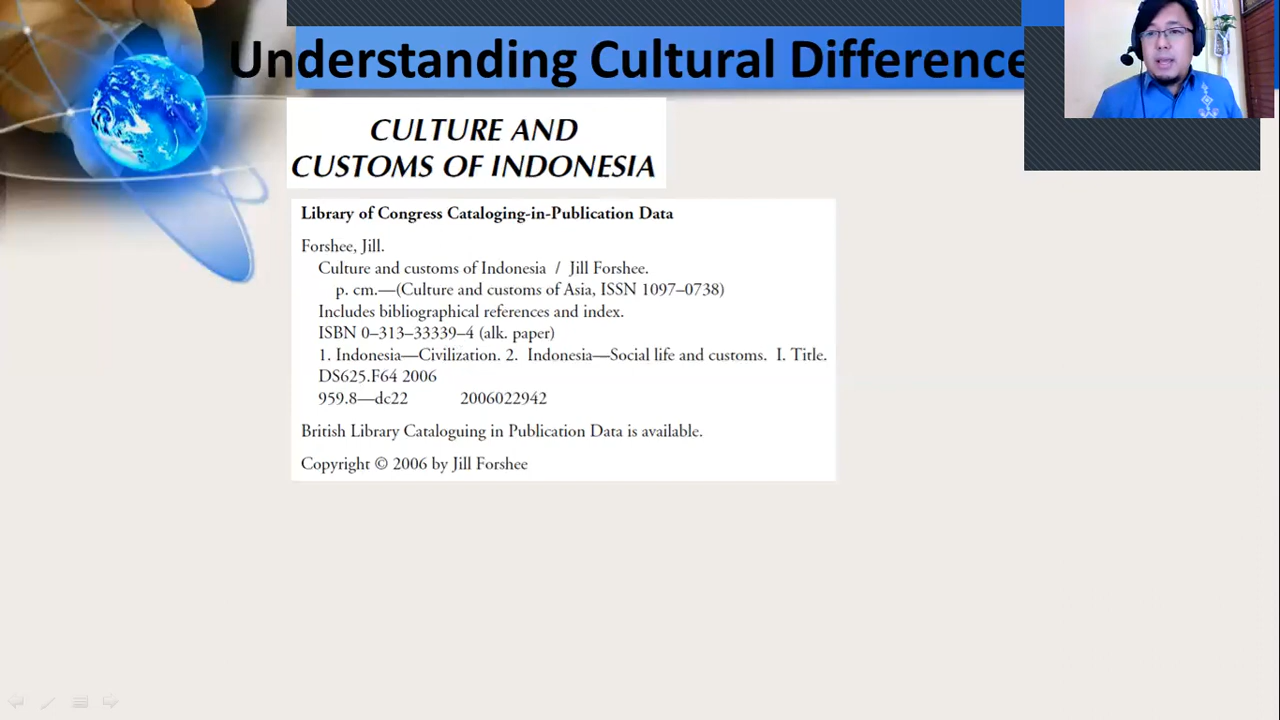 Understanding Cultural Difference
CULTURE AND
CUSTOMS OF INDONESIA
Library of Congress Cataloging-in-Publication Data
Forshee, Jill.
Culture and customs of Indonesia / Jill Forshee.
p. cm.—(Culture and customs of Asia, ISSN 1097–0738)
Includes bibliographical references and index.
ISBN 0–313–33339–4 (alk. paper)
1. Indonesia—Civilization. 2. Indonesia—Social life and customs. I. Title.
DS625.F64 2006
959.8—dc22 2006022942
British Library Cataloguing in Publication Data is available.
Copyright © 2006 by Jill Forshee